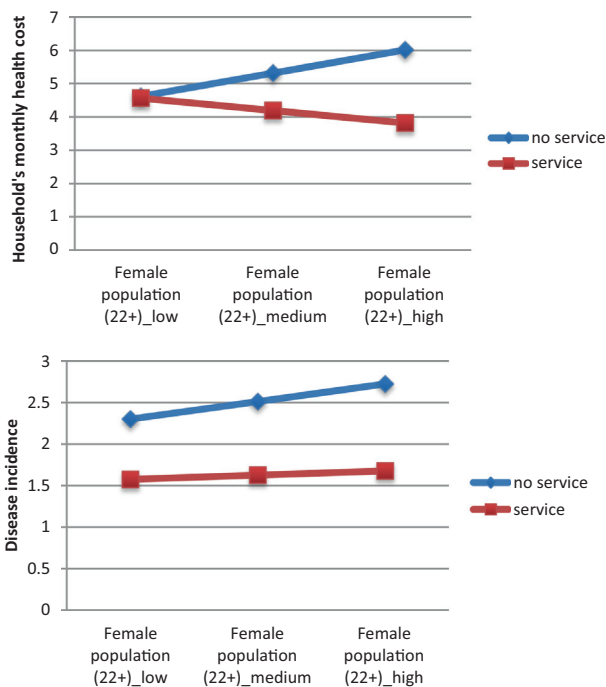 Household's monthly health cost
7
6
5
4
3
2
1
0
Female
population
(22+)_low
Female
population
(22+)_medium
Female
population
(22+)_high
no service
service
Disease incidence
3
2.5
2
1.5
1
0.5
0
Female
population
(22+)_low
Female
population
(22+)_medium
Female
population
(22+)_high
no service
service